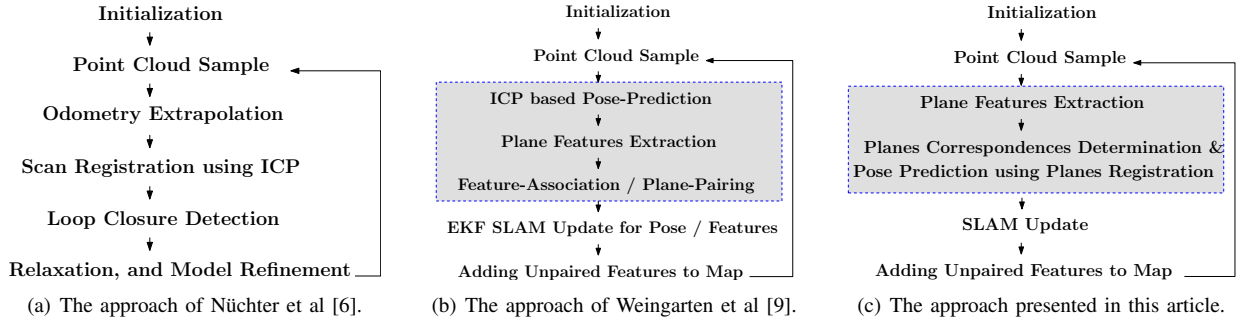 Initialization
Point Cloud Sample
Odometry Extrapolation
Scan Registration using ICP
Loop Closure Detection
Relaxation, and Model Refinement
(a) The approach of Nüchter et al [6].
Initialization
Point Cloud Sample
ICP based Pose-Prediction
Plane Features Extraction
Feature-Association / Plane-Pairing
EKF SLAM Update for Pose / Features
Adding Unpaired Features to Map
(b) The approach of Weingarten et al [9].
Initialization
Point Cloud Sample
Plane Features Extraction
Planes Correspondences Determination &
Pose Prediction using Planes Registration
SLAM Update
Adding Unpaired Features to Map
(c) The approach presented in this article.